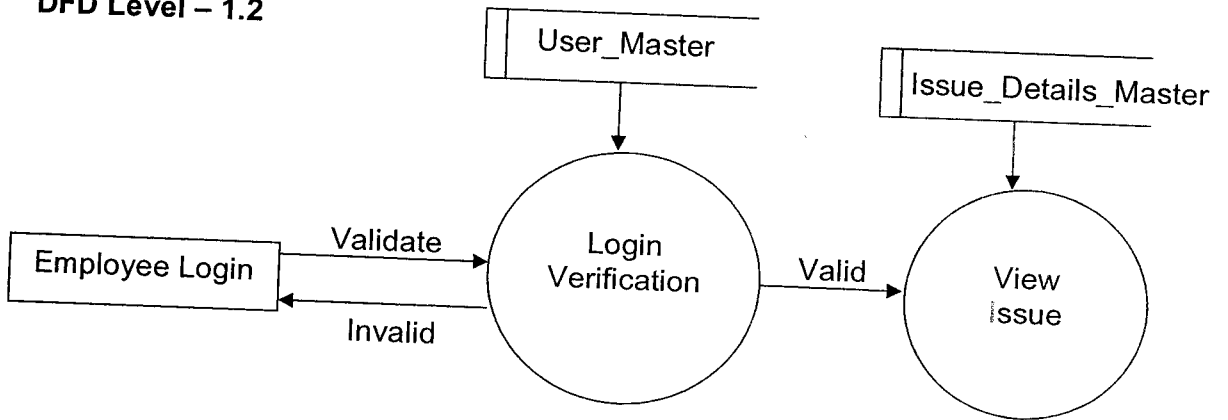 DFD Level – 1.2
User_Master
Issue_Details_Master
Employee Login
Validate
Invalid
Login
Verification
Valid
View
issue